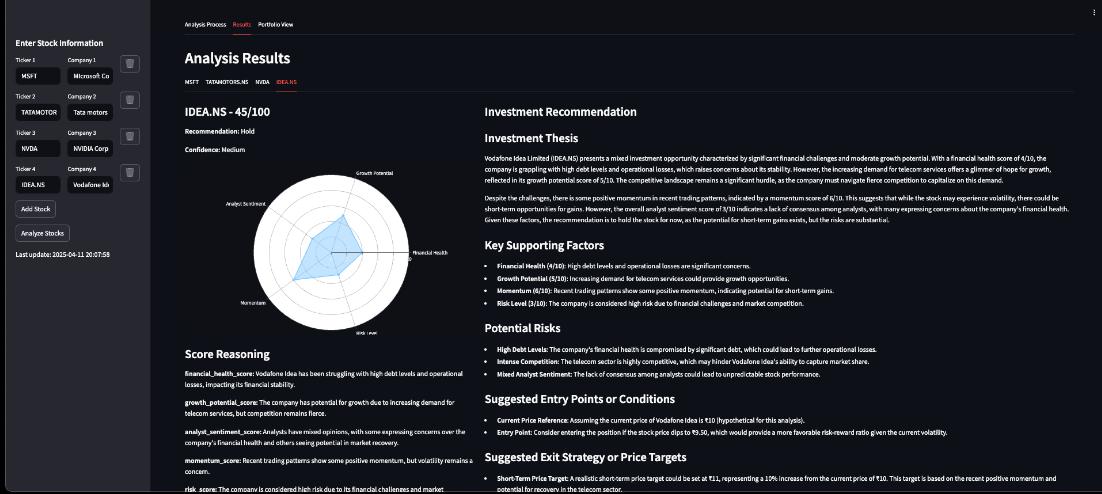 Analysis Process Results Portfolio View
Enter Stock Information
Ticker 1 Company 1
MSFT Microsoft Co
Ticker 2 Company 2
TATAMOTOR Tata motors
Ticker 3 Company 3
NVDA NVIDIA Corp
Ticker 4 Company 4
IDEA.NS Vodafone Id
Add Stock
Analyze Stocks
Last update: 2025-04-11 20:07:58
Analysis Results
MSFT TATAMOTORS.NS NVDA IDEA.NS
IDEA.NS - 45/100
Recommendation: Hold
Confidence: Medium
Growth Potential
Analyst Sentiment
Financial Health
Momentum
Risk Level
Score Reasoning
financial_health_score: Vodafone Idea has been struggling with high debt levels and operational
losses, impacting its financial stability.
growth_potential_score: The company has potential for growth due to increasing demand for
telecom services, but competition remains fierce.
analyst_sentiment_score: Analysts have mixed opinions, with some expressing concerns over the
company's financial health and others seeing potential in market recovery.
momentum_score: Recent trading patterns show some positive momentum, but volatility remains a
concern.
risk_score: The company is considered high risk due to its financial challenges and market
Investment Recommendation
Investment Thesis
Vodafone Idea Limited (IDEA.NS) presents a mixed investment opportunity characterized by significant financial challenges and moderate growth potential. With a financial health score of 4/10, the
company is grappling with high debt levels and operational losses, which raises concerns about its stability. However, the increasing demand for telecom services offers a glimmer of hope for growth,
reflected in its growth potential score of 5/10. The competitive landscape remains a significant hurdle, as the company must navigate fierce competition to capitalize on this demand.
Despite the challenges, there is some positive momentum in recent trading patterns, indicated by a momentum score of 6/10. This suggests that while the stock may experience volatility, there could be
short-term opportunities for gains. However, the overall analyst sentiment score of 3/10 indicates a lack of consensus among analysts, with many expressing concerns about the company's financial health.
Given these factors, the recommendation is to hold the stock for now, as the potential for short-term gains exists, but the risks are substantial.
Key Supporting Factors
• Financial Health (4/10): High debt levels and operational losses are significant concerns.
• Growth Potential (5/10): Increasing demand for telecom services could provide growth opportunities.
• Momentum (6/10): Recent trading patterns show some positive momentum, indicating potential for short-term gains.
• Risk Level (3/10): The company is considered high risk due to financial challenges and market competition.
Potential Risks
• High Debt Levels: The company's financial health is compromised by significant debt, which could lead to further operational losses.
• Intense Competition: The telecom sector is highly competitive, which may hinder Vodafone Idea's ability to capture market share.
• Mixed Analyst Sentiment: The lack of consensus among analysts could lead to unpredictable stock performance.
Suggested Entry Points or Conditions
• Current Price Reference: Assuming the current price of Vodafone Idea is ₹10 (hypothetical for this analysis).
• Entry Point: Consider entering the position if the stock price dips to ₹9.50, which would provide a more favorable risk-reward ratio given the current volatility.
Suggested Exit Strategy or Price Targets
• Short-Term Price Target: A realistic short-term price target could be set at ₹11, representing a 10% increase from the current price of ₹10. This target is based on the recent positive momentum and
potential for recovery in the telecom sector.